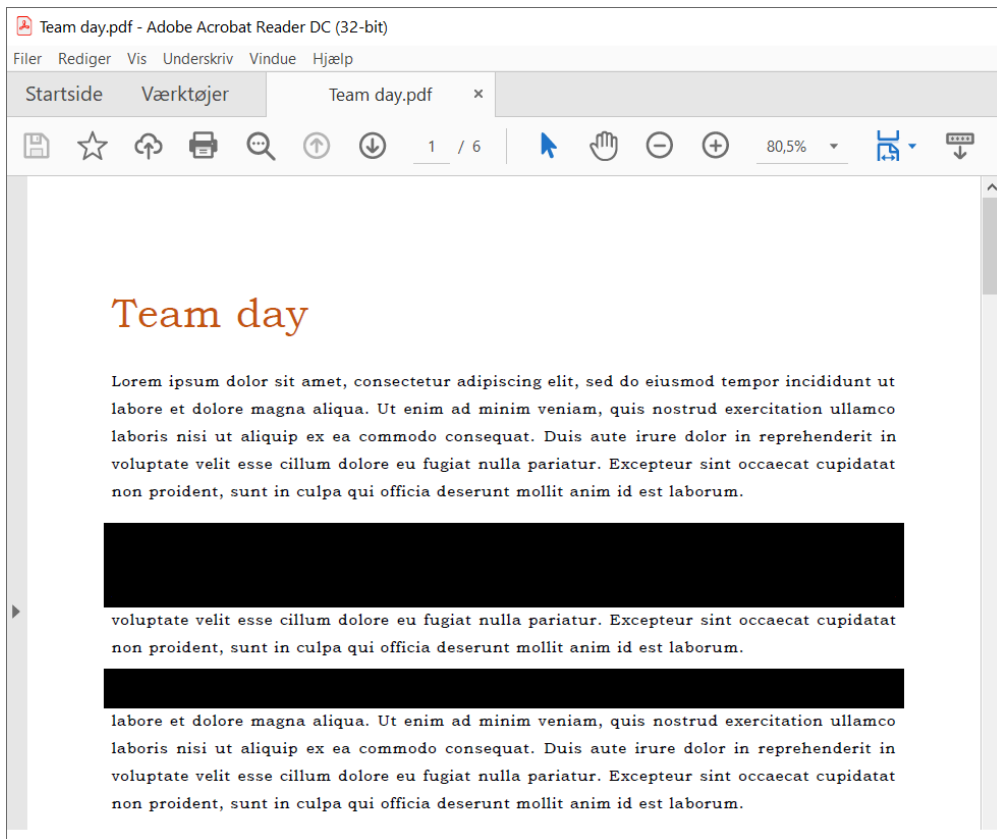 Team day.pdf - Adobe Acrobat Reader DC (32-bit)
Filer Rediger Vis Underskriv Vindue Hjælp
Startside Værktøjer Team day.pdf ×
1 / 6 80,5%
Team day
Lorem ipsum dolor sit amet, consectetur adipiscing elit, sed do eiusmod tempor incididunt ut
labore et dolore magna aliqua. Ut enim ad minim veniam, quis nostrud exercitation ullamco
laboris nisi ut aliquip ex ea commodo consequat. Duis aute irure dolor in reprehenderit in
voluptate velit esse cillum dolore eu fugiat nulla pariatur. Excepteur sint occaecat cupidatat
non proident, sunt in culpa qui officia deserunt mollit anim id est laborum.
voluptate velit esse cillum dolore eu fugiat nulla pariatur. Excepteur sint occaecat cupidatat
non proident, sunt in culpa qui officia deserunt mollit anim id est laborum.
labore et dolore magna aliqua. Ut enim ad minim veniam, quis nostrud exercitation ullamco
laboris nisi ut aliquip ex ea commodo consequat. Duis aute irure dolor in reprehenderit in
voluptate velit esse cillum dolore eu fugiat nulla pariatur. Excepteur sint occaecat cupidatat
non proident, sunt in culpa qui officia deserunt mollit anim id est laborum.